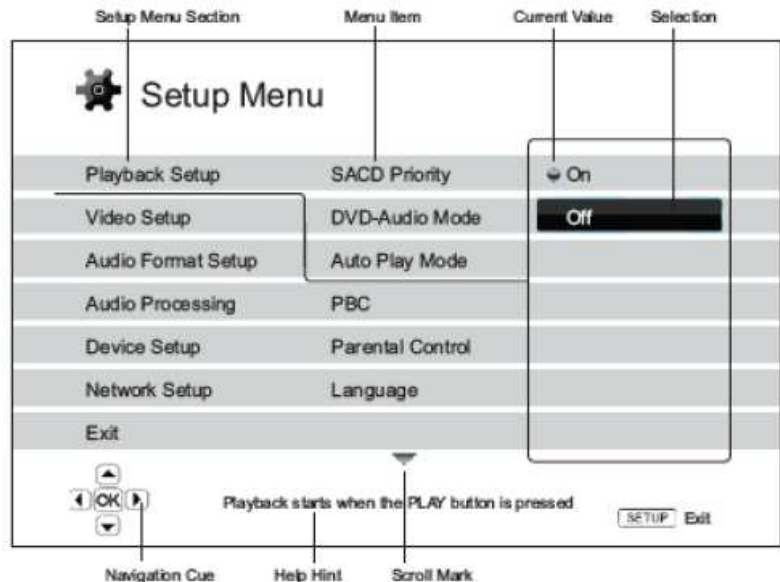 Setup Menu Section Menu Item Current Value Selection
Setup Menu
Playback Setup SACD Priority On
Video Setup DVD-Audio Mode Off
Audio Format Setup Auto Play Mode
Audio Processing PBC
Device Setup Parental Control
Network Setup Language
Exit
OK Playback starts when the PLAY button is pressed SETUP Exit
Navigation Cue Help Hint Scroll Mark